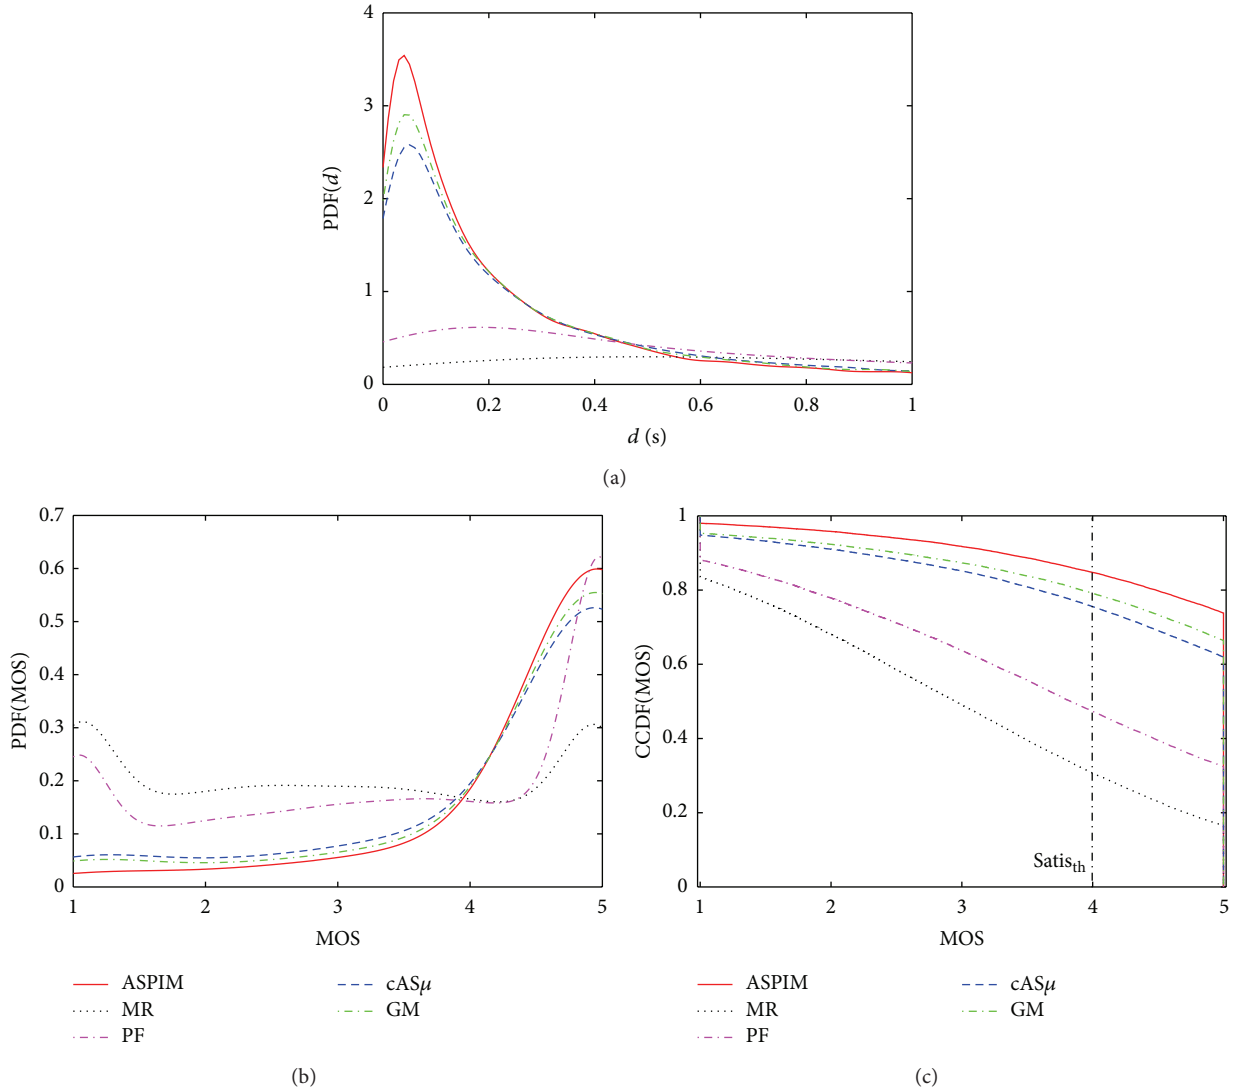 4
3
2
1
0
PDF(d)
0 0.2 0.4 0.6 0.8 1
d (s)
(a)
0.7
0.6
0.5
0.4
0.3
0.2
0.1
0
PDF(MOS)
1 2 3 4 5
MOS
ASPIM
MR
PF
cASμ
GM
(b)
1
0.8
0.6
0.4
0.2
0
CCDF(MOS)
Satis_th
1 2 3 4 5
MOS
ASPIM
MR
PF
cASμ
GM
(c)